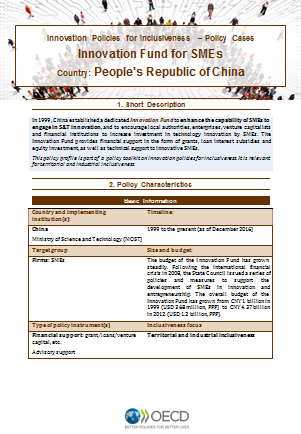 Innovation Policies for Inclusiveness – Policy Cases
Innovation Fund for SMEs
Country: People's Republic of China
1. Short Description
In 1999, China established a dedicated Innovation Fund to enhance the capability of SMEs to
engage in S&T innovation, and to encourage local authorities, enterprises, venture capitalists
and financial institutions to increase investment in technology innovation by SMEs. The
Innovation Fund provides financial support in the form of grants, loan interest subsidies and
equity investment, as well as technical support to innovative SMEs.
This policy profile is part of a policy toolkit on innovation policies for inclusiveness. It is relevant
for territorial and industrial inclusiveness.
2. Policy Characteristics
Basic Information
Country and implementing
institution(s):
Timeline:
China
Ministry of Science and Technology (MOST)
1999 to the present (as of December 2016)
Target group
Size and budget:
Firms: SMEs
The budget of the Innovation Fund has grown
steadily. Following the international financial
crisis in 2008, the State Council issued a series of
policies and measures to support the
development of SMEs in innovation and
entrepreneurship. The overall budget of the
Innovation Fund has grown from CNY 1 billion in
1999 (USD 368 million, PPP) to CNY 4.37 billion
in 2012 (USD 1.2 billion, PPP).
Type of policy instrument(s)
Inclusiveness focus
Financial support: grant/loans/venture
capital, etc.
Advisory support
Territorial and industrial inclusiveness
OECD
BETTER POLICIES FOR BETTER LIVES